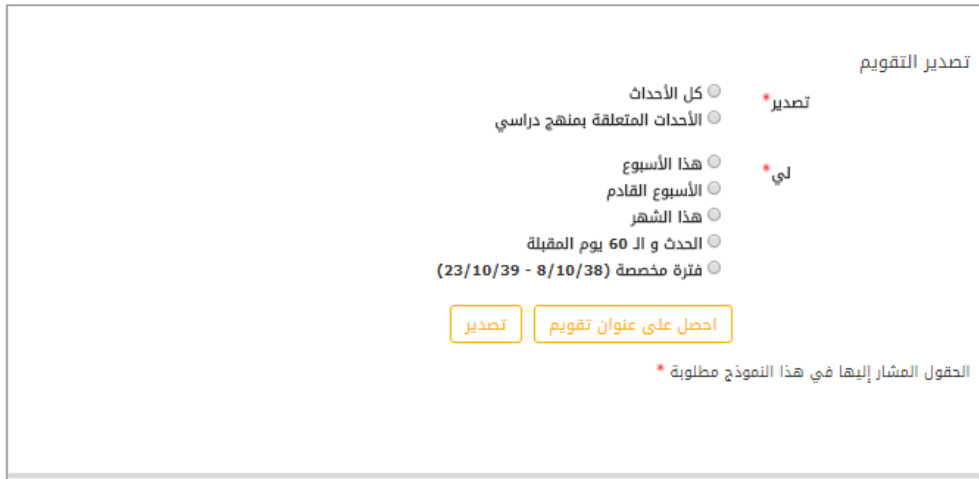 تصدير التقويم
تصدير*
كل الأحداث
الأحداث المتعلقة بمنهج دراسي
لي*
هذا الأسبوع
الأسبوع القادم
هذا الشهر
الحدث و الـ 60 يوم المقبلة
فترة مخصصة (8/10/38 - 23/10/39)
احصل على عنوان تقويم
تصدير
الحقول المشار إليها في هذا النموذج مطلوبة *